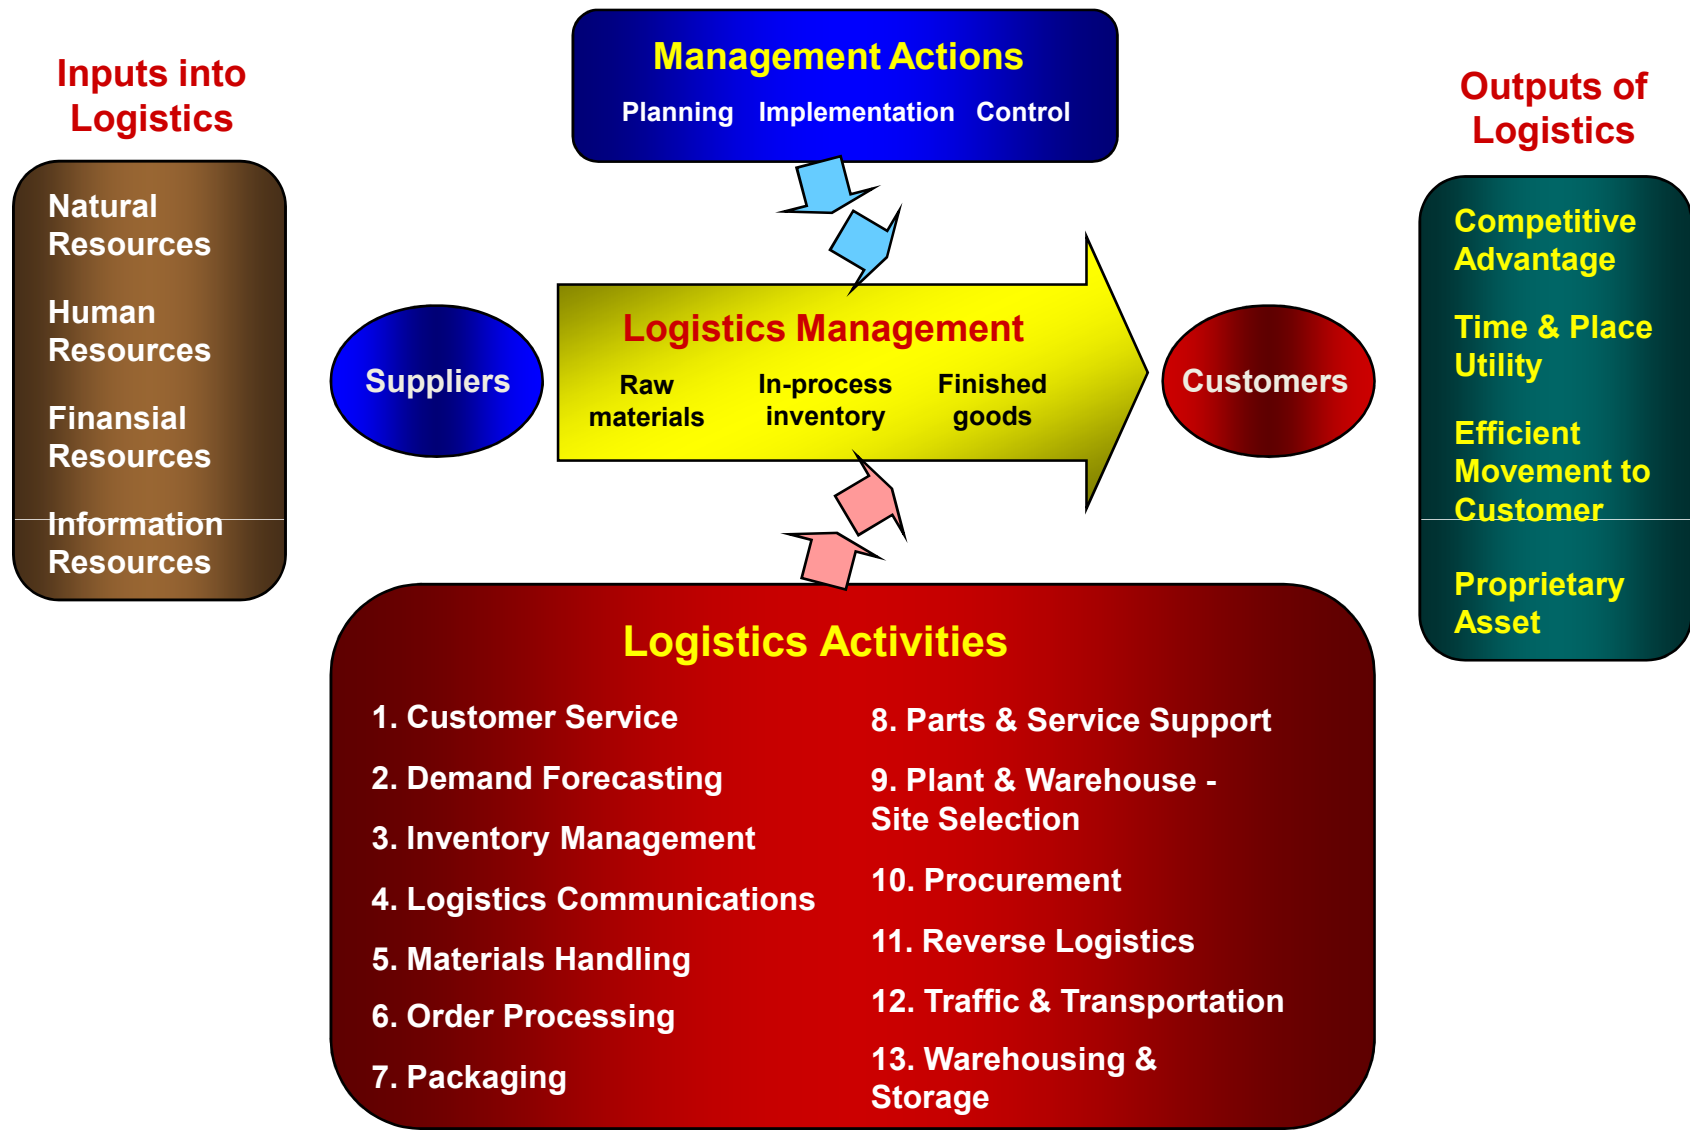 Inputs into
Logistics
Natural
Resources
Human
Resources
Finansial
Resources
Information
Resources
Management Actions
Planning Implementation Control
Suppliers
Logistics Management
Raw
materials
In-process
inventory
Finished
goods
Customers
Outputs of
Logistics
Competitive
Advantage
Time & Place
Utility
Efficient
Movement to
Customer
Proprietary
Asset
Logistics Activities
1. Customer Service
2. Demand Forecasting
3. Inventory Management
4. Logistics Communications
5. Materials Handling
6. Order Processing
7. Packaging
8. Parts & Service Support
9. Plant & Warehouse -
Site Selection
10. Procurement
11. Reverse Logistics
12. Traffic & Transportation
13. Warehousing &
Storage